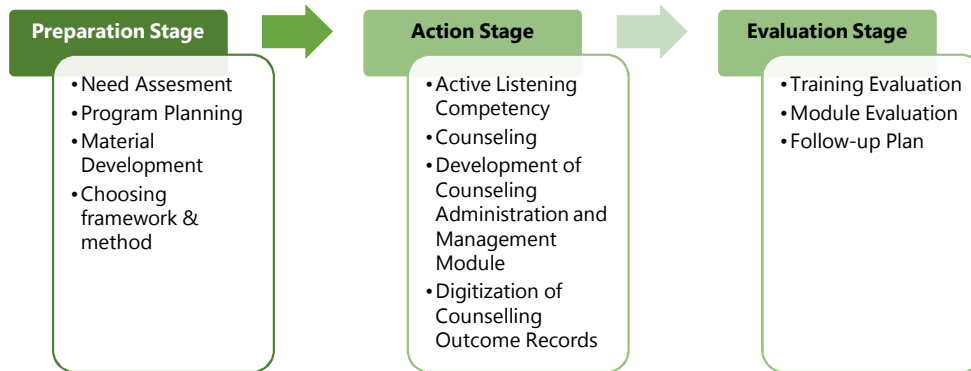 Preparation Stage
•Need Assesment
•Program Planning
•Material
Development
•Choosing
framework &
method
Action Stage
•Active Listening
Competency
•Counseling
•Development of
Counseling
Administration and
Management
Module
•Digitization of
Counselling
Outcome Records
Evaluation Stage
•Training Evaluation
•Module Evaluation
•Follow-up Plan